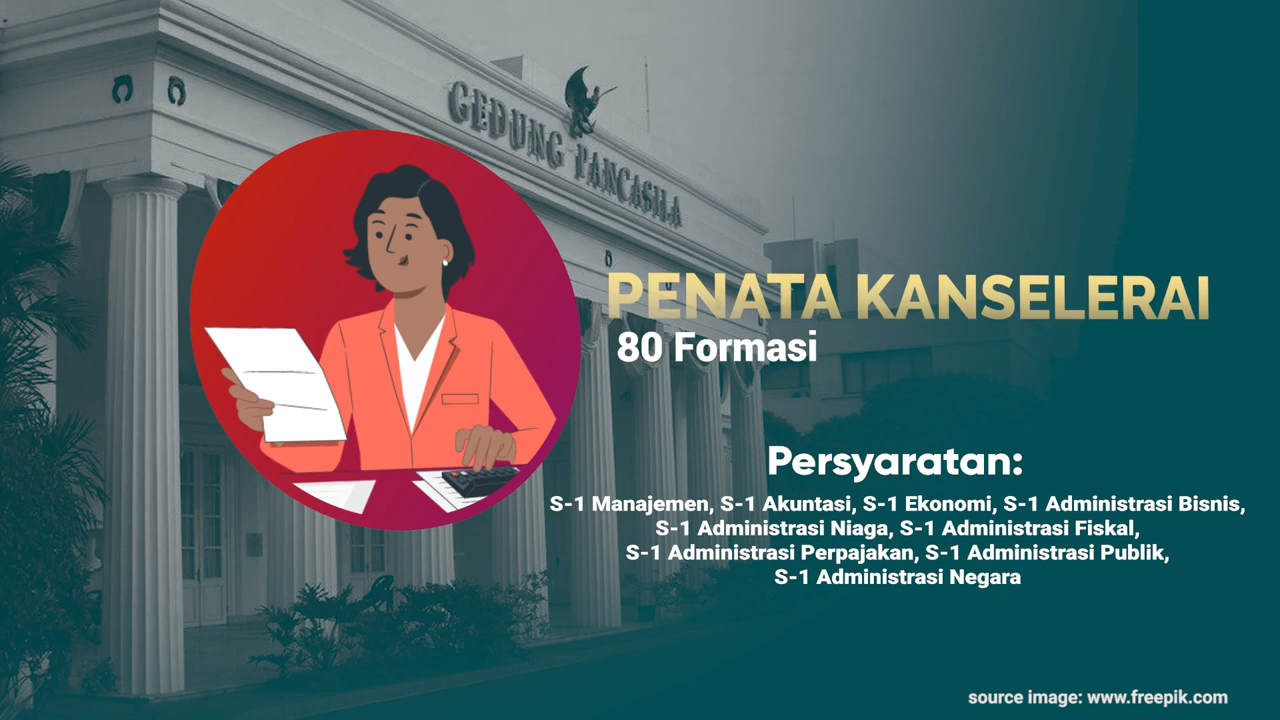 GEDUNG PANCASILA
PENATA KANSELERAI
80 Formasi
Persyaratan:
S-1 Manajemen, S-1 Akuntasi, S-1 Ekonomi, S-1 Administrasi Bisnis,
S-1 Administrasi Niaga, S-1 Administrasi Fiskal,
S-1 Administrasi Perpajakan, S-1 Administrasi Publik,
S-1 Administrasi Negara
source image: www.freepik.com